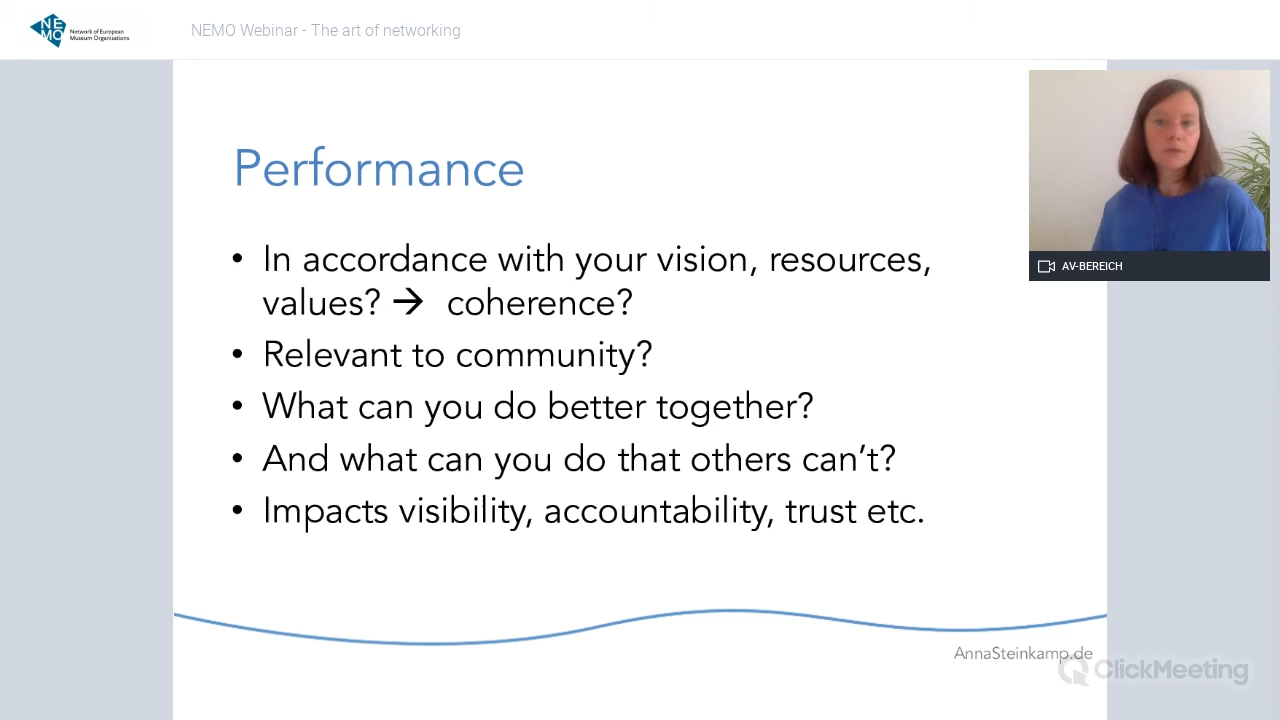 NE
MO
Network of European
Museum Organisations
NEMO Webinar - The art of networking
Performance
• In accordance with your vision, resources,
values? → coherence?
• Relevant to community?
• What can you do better together?
• And what can you do that others can’t?
• Impacts visibility, accountability, trust etc.
AV-BEREICH
AnnaSteinkamp.de
ClickMeeting